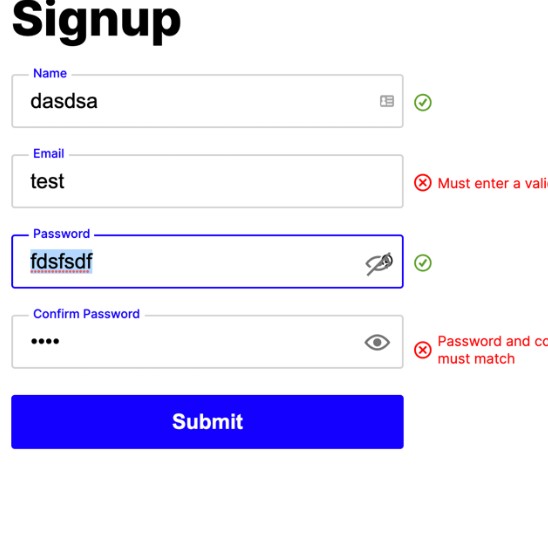 Signup
Name
dasdsa
Email
test
Must enter a vali
Password
fdsfsdf
Confirm Password
••••
Password and co
must match
Submit